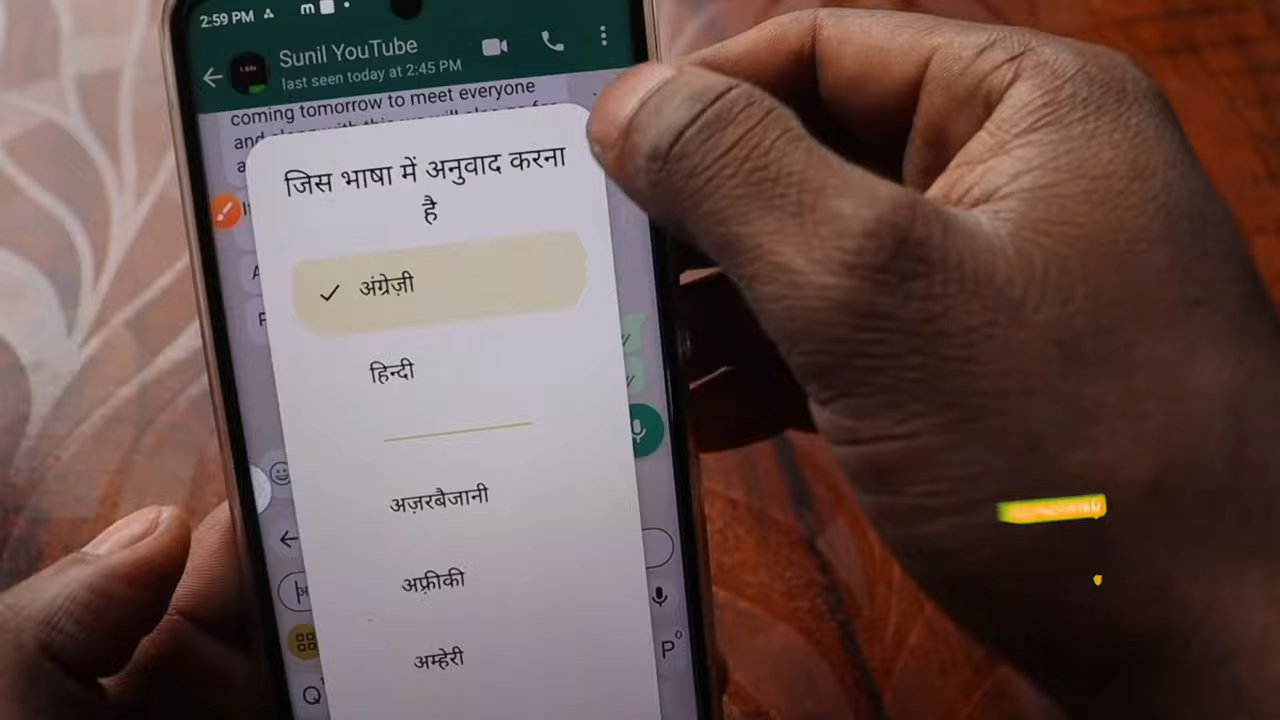 2:59 PM
Sunil YouTube
last seen today at 2:45 PM
coming tomorrow to meet everyone
and
जिस भाषा में अनुवाद करना
है
अंग्रेज़ी
हिन्दी
अज़रबैजानी
अफ़्रीकी
अम्हेरी
Q
P